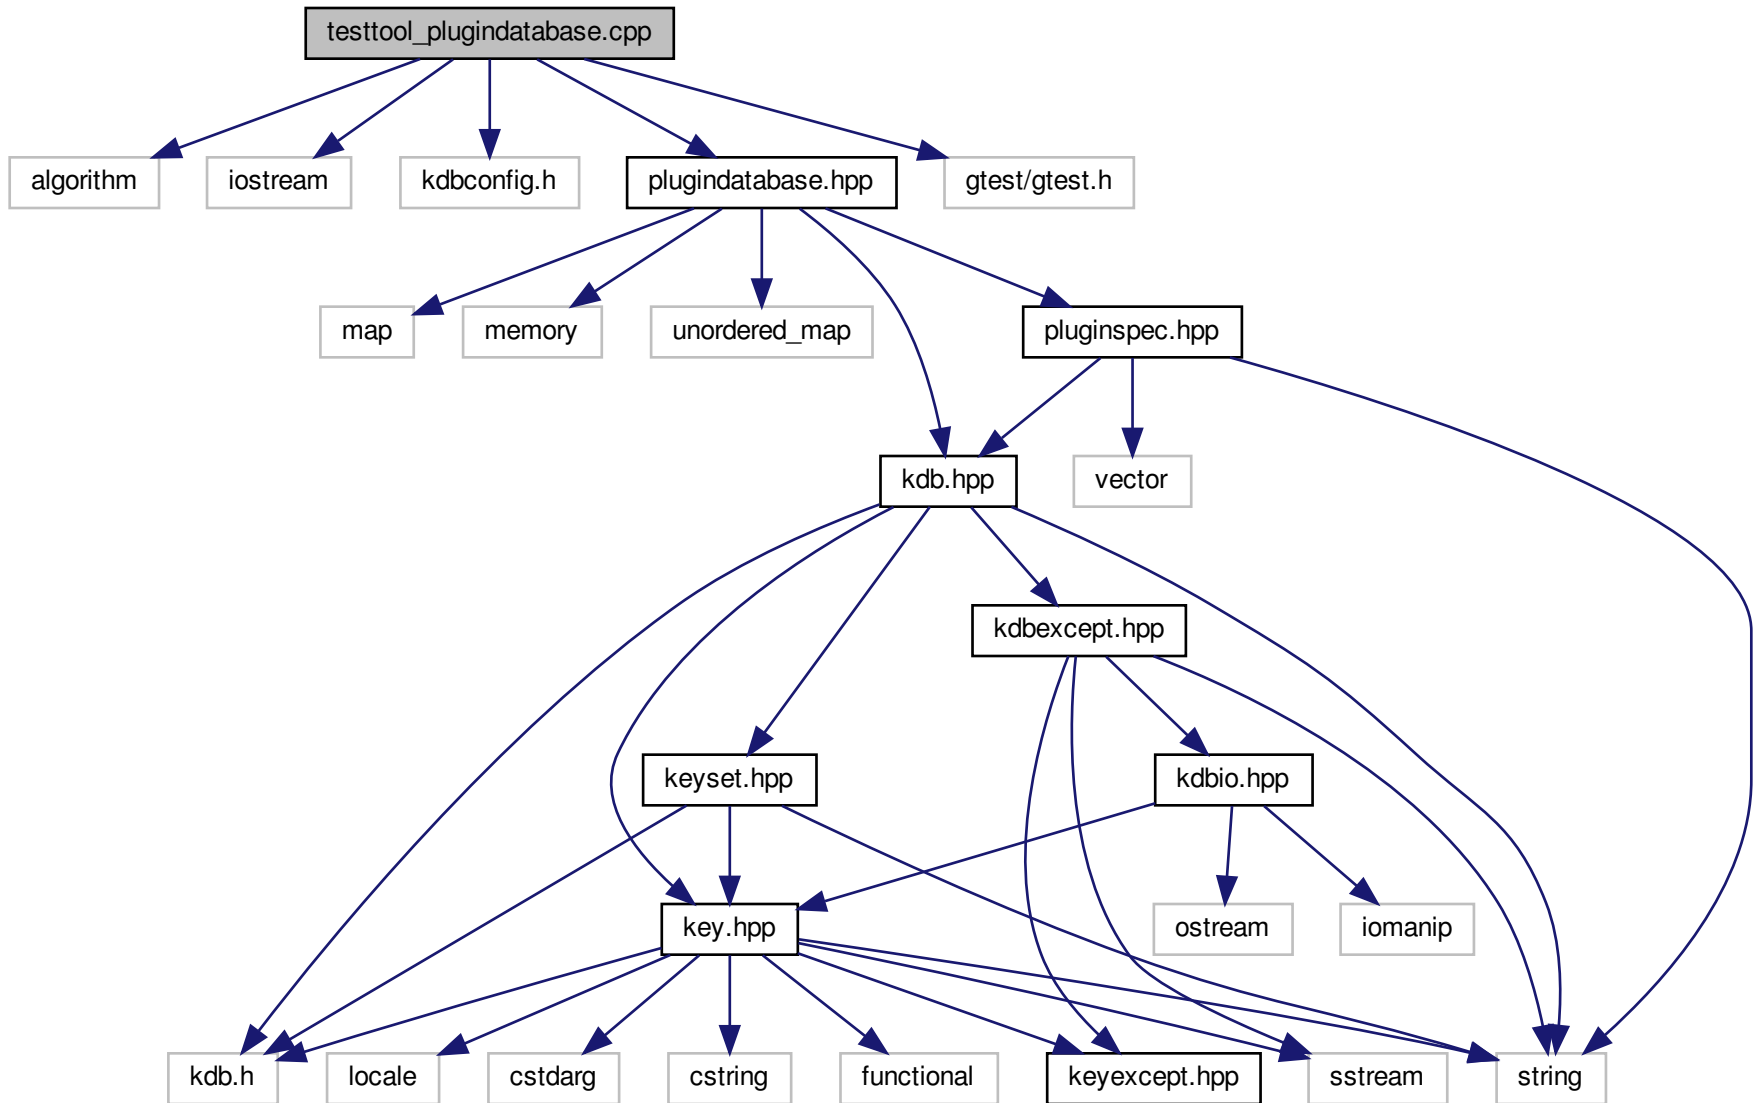 testtool_plugindatabase.cpp
algorithm
iostream
kdbconfig.h
plugindatabase.hpp
gtest/gtest.h
map
memory
unordered_map
pluginspec.hpp
kdb.hpp
vector
kdbexcept.hpp
keyset.hpp
kdbio.hpp
key.hpp
ostream
iomanip
kdb.h
locale
cstdarg
cstring
functional
keyexcept.hpp
sstream
string